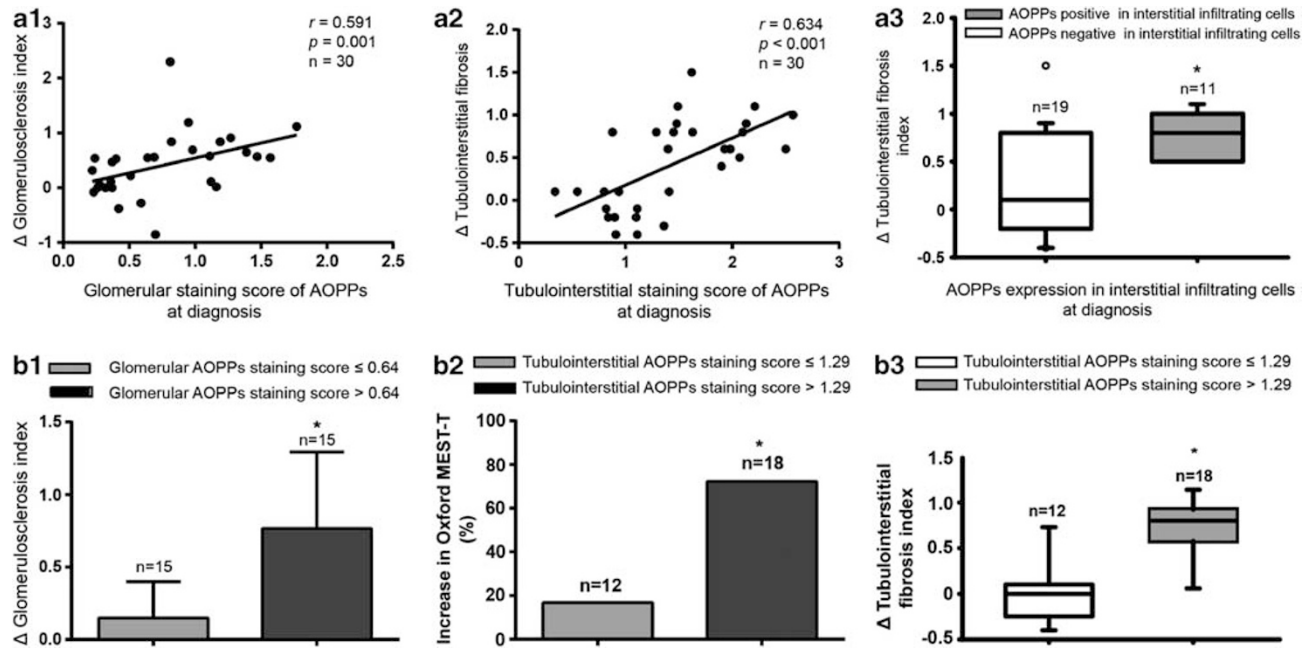 a1
r = 0.591
p = 0.001
n = 30
Δ Glomerulosclerosis index
3
2
1
0
-1
0.0 0.5 1.0 1.5 2.0 2.5
Glomerular staining score of AOPPs
at diagnosis
a2
r = 0.634
p < 0.001
n = 30
Δ Tubulointerstitial fibrosis
2.0
1.5
1.0
0.5
0.0
-0.5
0 1 2 3
Tubulointerstitial staining score of AOPPs
at diagnosis
a3
AOPPs positive in interstitial infiltrating cells
AOPPs negative in interstitial infiltrating cells
Δ Tubulointerstitial fibrosis
index
2.0
1.5
1.0
0.5
0
-0.5
n=19
*
n=11
AOPPs expression in interstitial infiltrating cells
at diagnosis
b1
Glomerular AOPPs staining score ≤ 0.64
Glomerular AOPPs staining score > 0.64
Δ Glomerulosclerosis index
1.5
1.0
0.5
0.0
n=15
*
n=15
b2
Tubulointerstitial AOPPs staining score ≤ 1.29
Tubulointerstitial AOPPs staining score > 1.29
Increase in Oxford MEST-T
(%)
100
80
60
40
20
0
n=12
*
n=18
b3
Tubulointerstitial AOPPs staining score ≤ 1.29
Tubulointerstitial AOPPs staining score > 1.29
Δ Tubulointerstitial
fibrosis index
1.5
1.0
0.5
0
-0.5
n=12
*
n=18